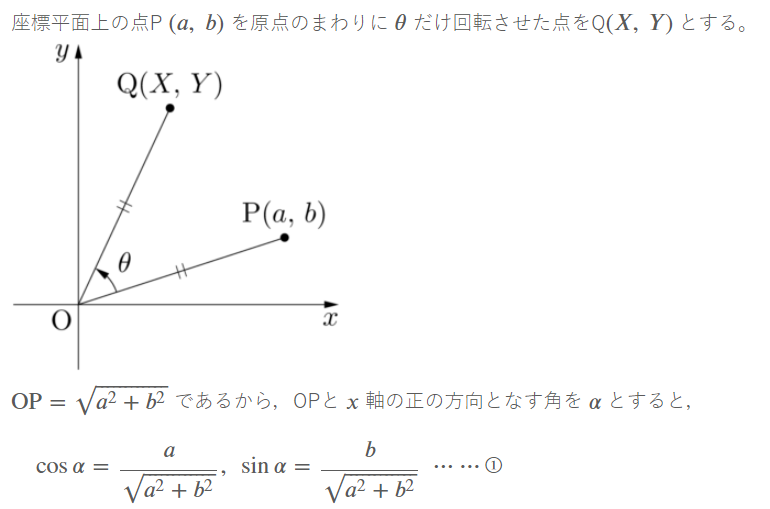 座標平面上の点P (a, b) を原点のまわりに θ だけ回転させた点をQ(X, Y) とする。
y
Q(X, Y)
P(a, b)
θ
O
x
OP = √(a² + b²) であるから，OPと x 軸の正の方向となす角を α とすると，
cos α = a/√(a² + b²), sin α = b/√(a² + b²) ⋯⋯①